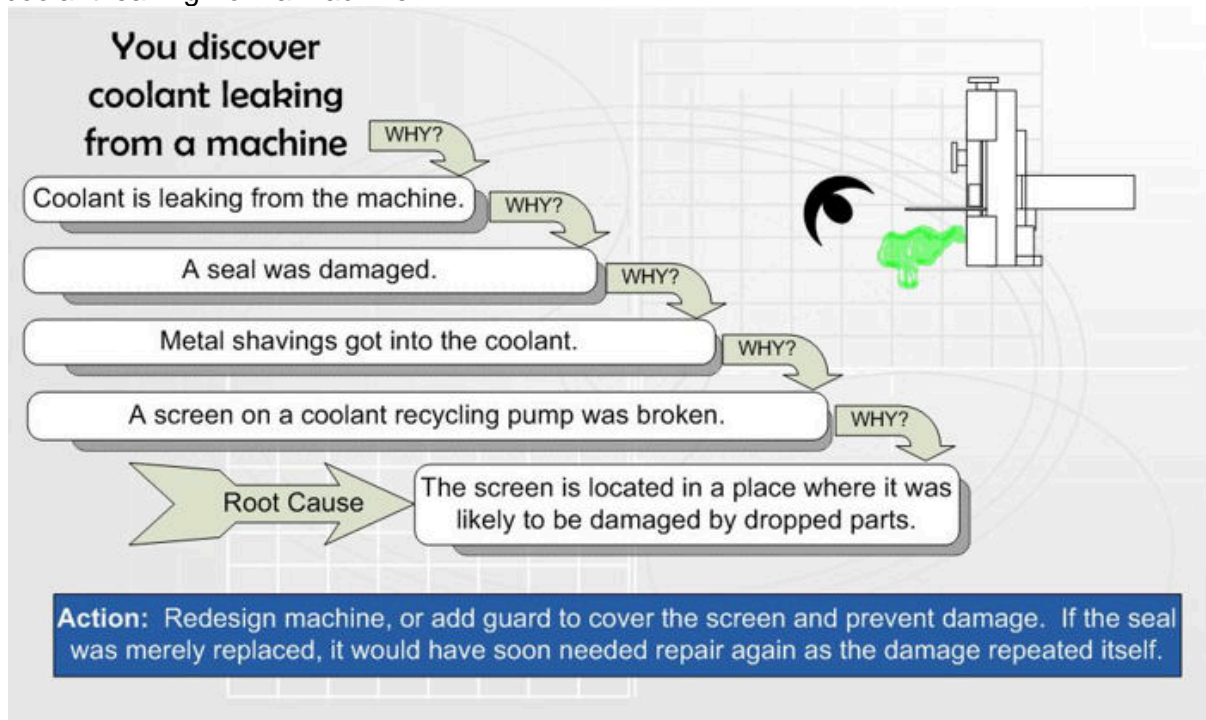 You discover
coolant leaking
from a machine
WHY?
Coolant is leaking from the machine.
WHY?
A seal was damaged.
WHY?
Metal shavings got into the coolant.
WHY?
A screen on a coolant recycling pump was broken.
WHY?
Root Cause
The screen is located in a place where it was
likely to be damaged by dropped parts.
Action: Redesign machine, or add guard to cover the screen and prevent damage. If the seal
was merely replaced, it would have soon needed repair again as the damage repeated itself.